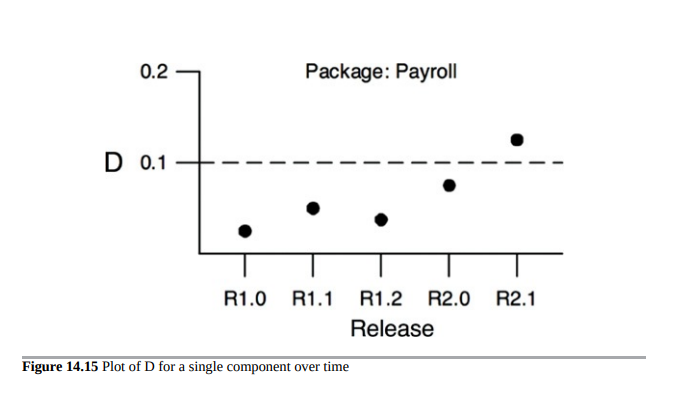 0.2
Package: Payroll
D 0.1
R1.0 R1.1 R1.2 R2.0 R2.1
Release
Figure 14.15 Plot of D for a single component over time